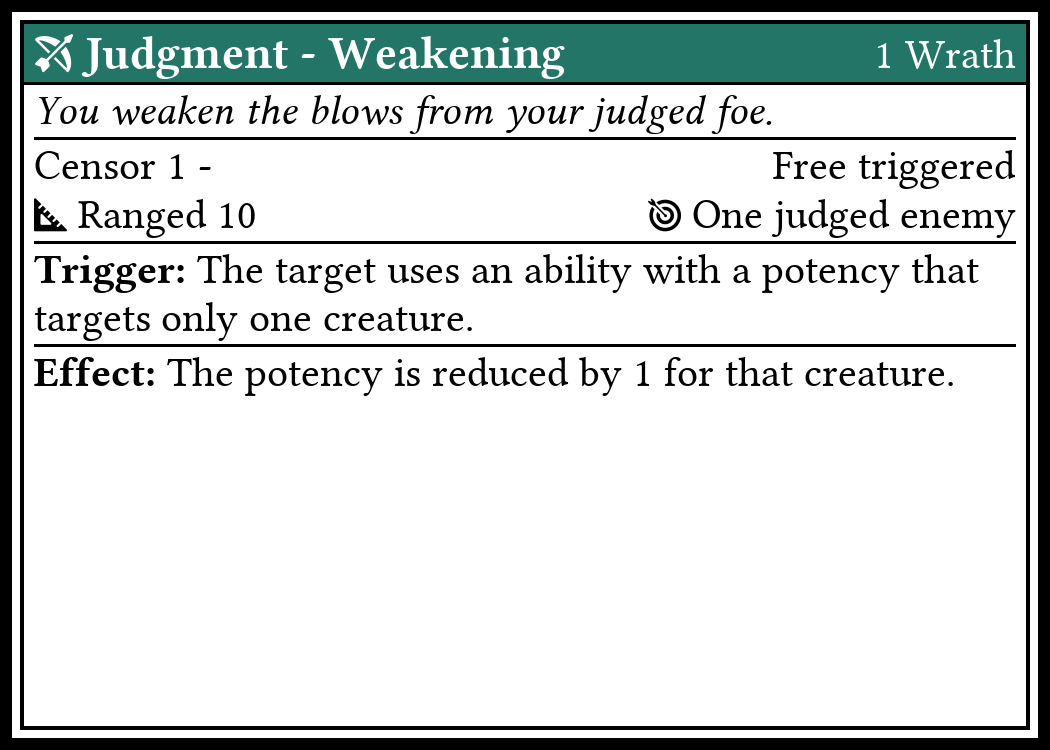 Judgment - Weakening 1 Wrath
You weaken the blows from your judged foe.
Censor 1 - Free triggered
Ranged 10 One judged enemy
Trigger: The target uses an ability with a potency that
targets only one creature.
Effect: The potency is reduced by 1 for that creature.